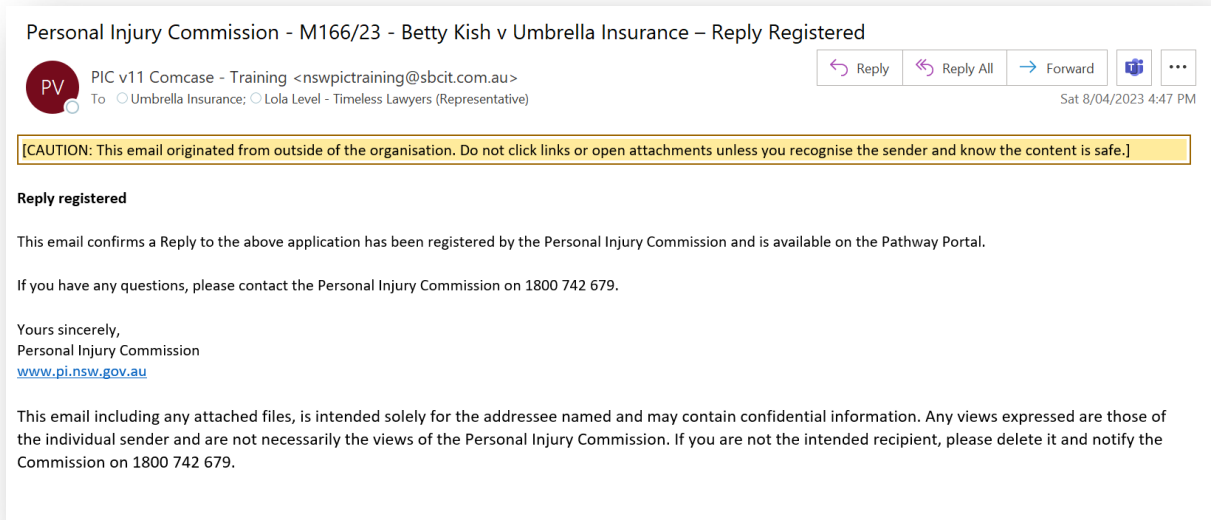 Personal Injury Commission - M166/23 - Betty Kish v Umbrella Insurance – Reply Registered
PV
PIC v11 Comcase - Training <nswpictraining@sbcit.com.au>
To Umbrella Insurance; Lola Level - Timeless Lawyers (Representative)
Reply
Reply All
Forward
Sat 8/04/2023 4:47 PM
[CAUTION: This email originated from outside of the organisation. Do not click links or open attachments unless you recognise the sender and know the content is safe.]
Reply registered
This email confirms a Reply to the above application has been registered by the Personal Injury Commission and is available on the Pathway Portal.
If you have any questions, please contact the Personal Injury Commission on 1800 742 679.
Yours sincerely,
Personal Injury Commission
www.pi.nsw.gov.au
This email including any attached files, is intended solely for the addressee named and may contain confidential information. Any views expressed are those of
the individual sender and are not necessarily the views of the Personal Injury Commission. If you are not the intended recipient, please delete it and notify the
Commission on 1800 742 679.